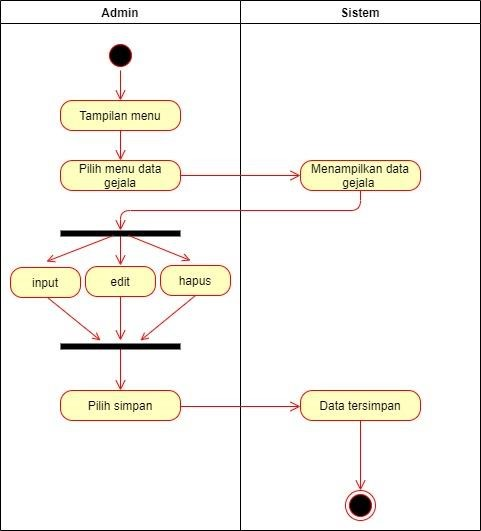 Admin
Sistem
Tampilan menu
Pilih menu data
gejala
Menampilkan data
gejala
input
edit
hapus
Pilih simpan
Data tersimpan